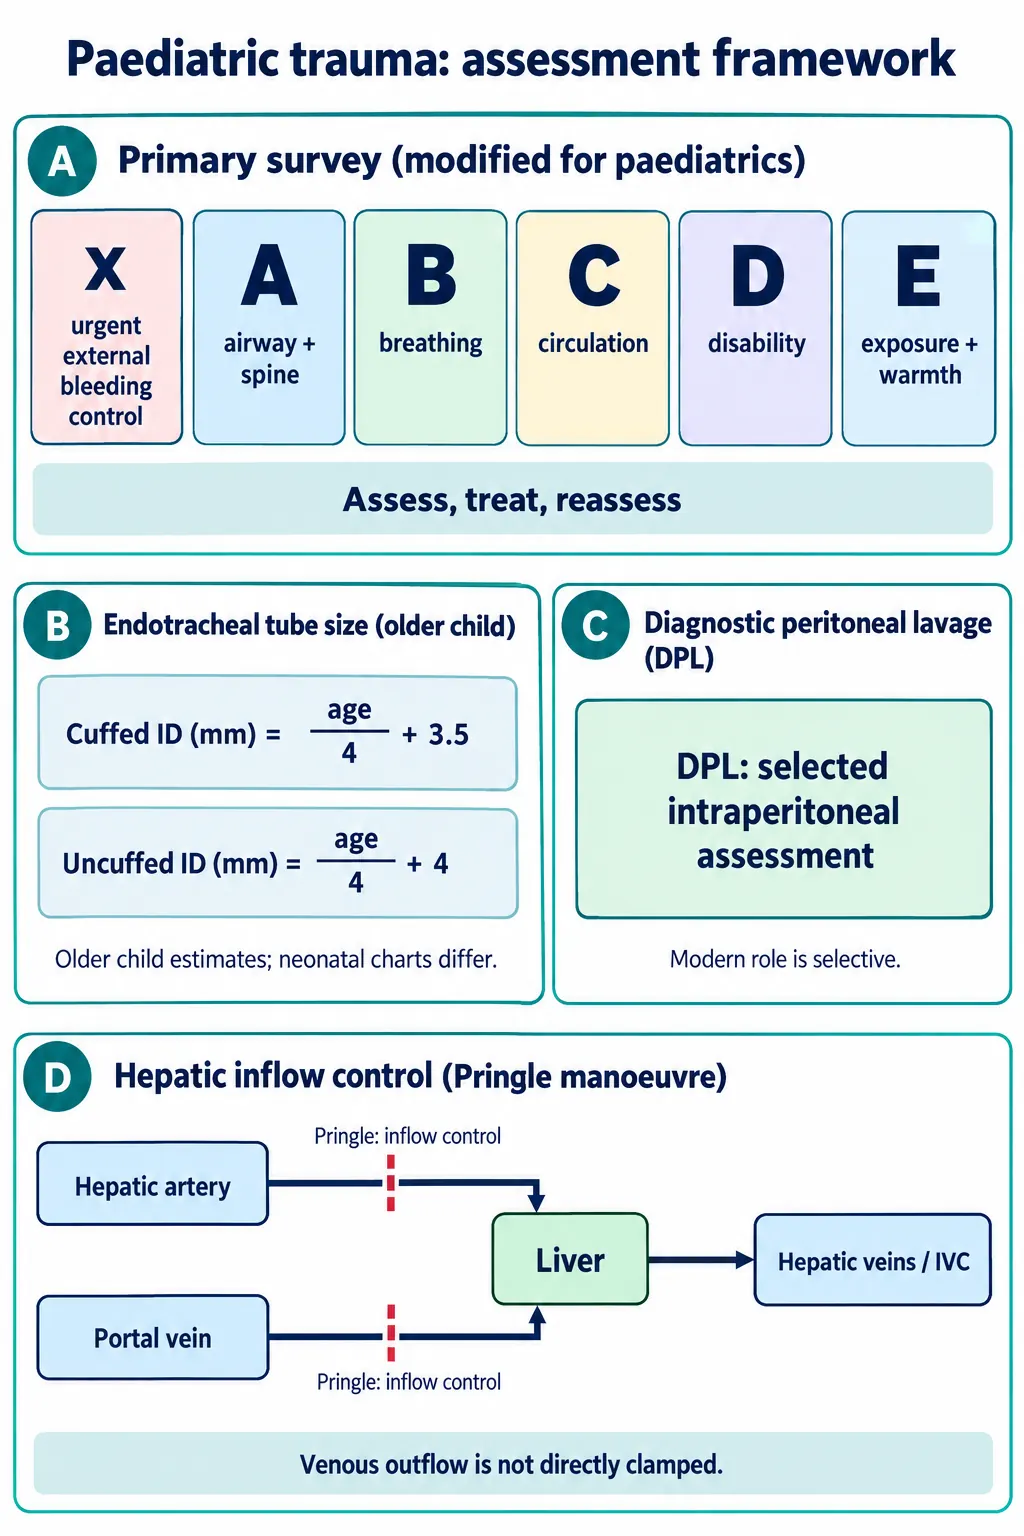 Paediatric trauma: assessment framework
A
Primary survey (modified for paediatrics)
x
urgent
external
bleeding
control
A
airway +
spine
B
breathing
C
circulation
D
disability
E
exposure +
warmth
Assess, treat, reassess
B
Endotracheal tube size (older child)
Cuffed ID (mm) = age/4 + 3.5
Uncuffed ID (mm) = age/4 + 4
Older child estimates; neonatal charts differ.
C
Diagnostic peritoneal lavage
(DPL)
DPL: selected
intraperitoneal
assessment
Modern role is selective.
D
Hepatic inflow control (Pringle manoeuvre)
Pringle: inflow control
Hepatic artery
Liver
Hepatic veins / IVC
Portal vein
Pringle: inflow control
Venous outflow is not directly clamped.